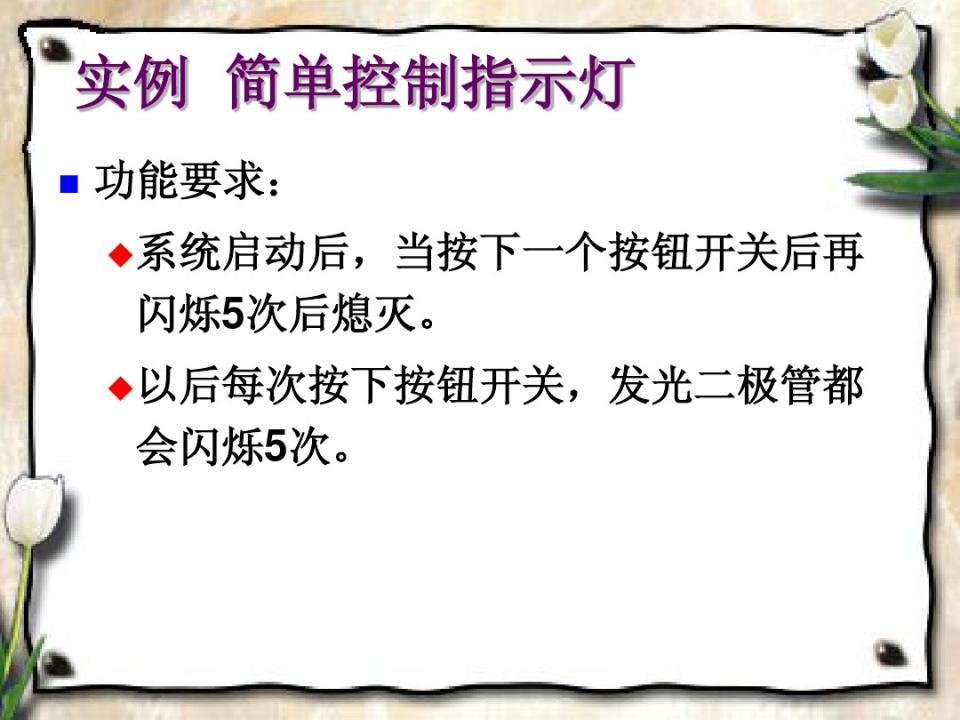 实例 简单控制指示灯
功能要求：
系统启动后，当按下一个按钮开关后再
闪烁5次后熄灭。
以后每次按下按钮开关，发光二极管都
会闪烁5次。